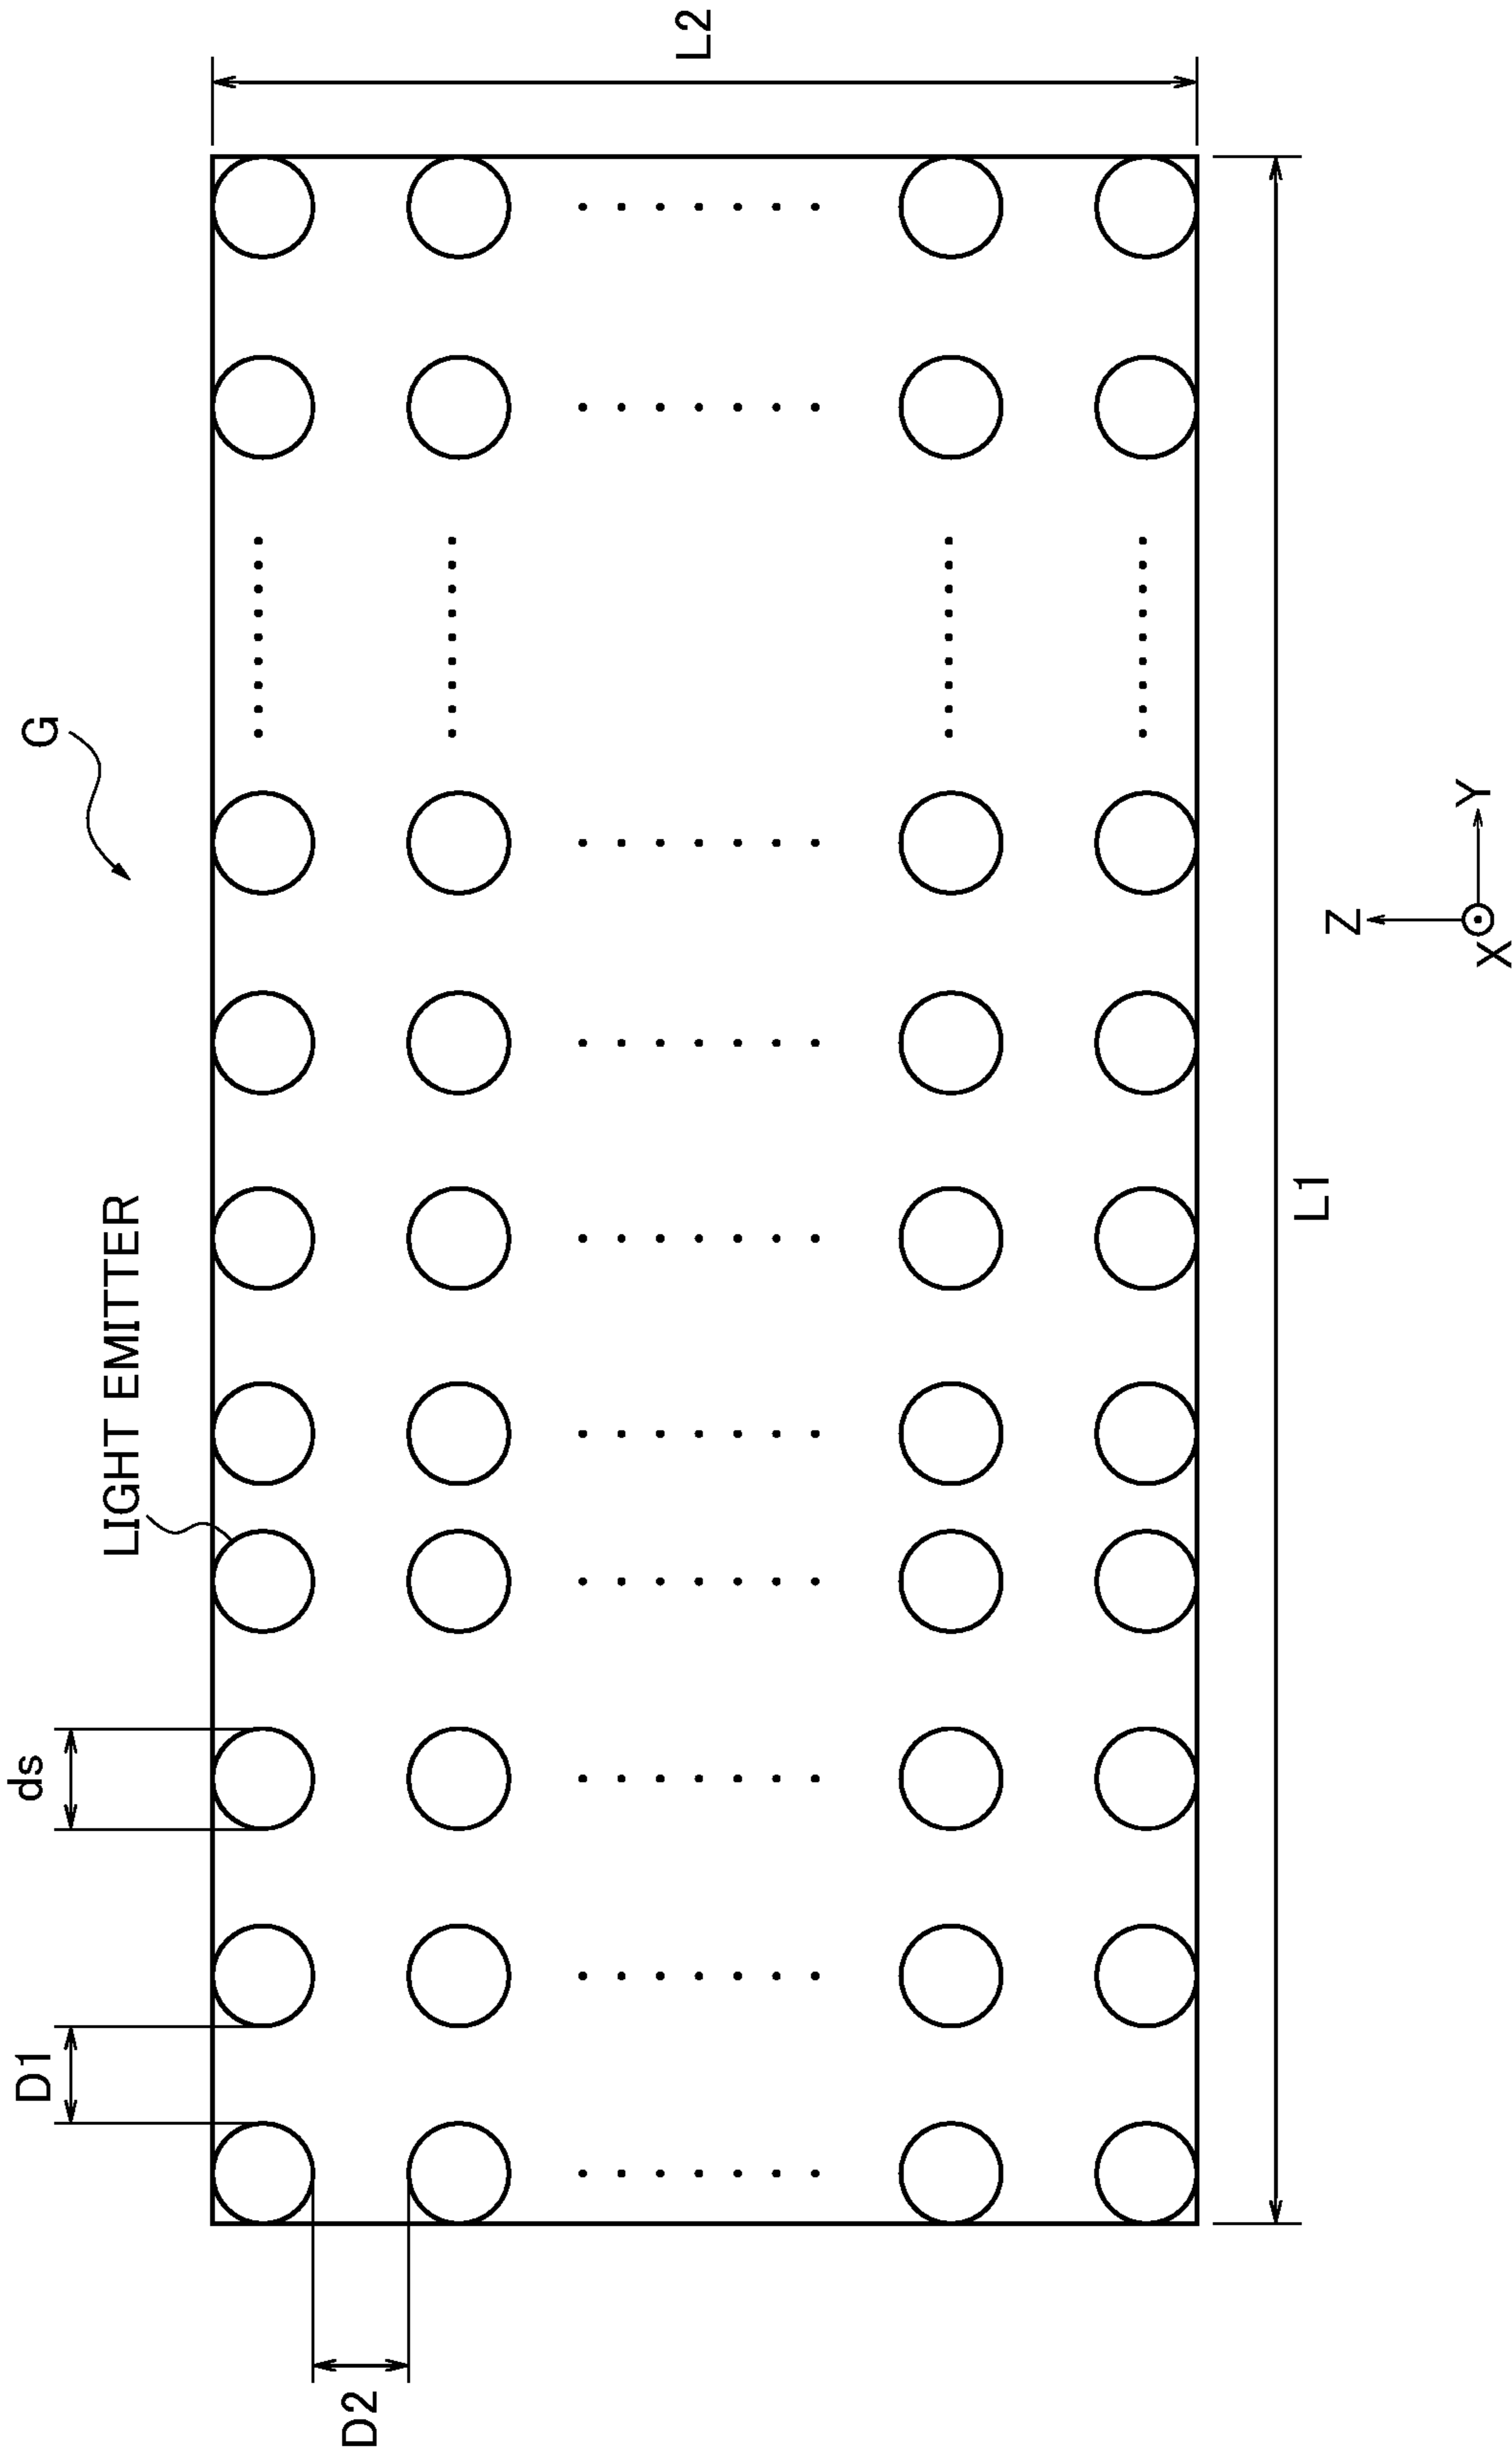 G
LIGHT EMITTER
ds
D1
D2
L2
L1
Z
Y
X